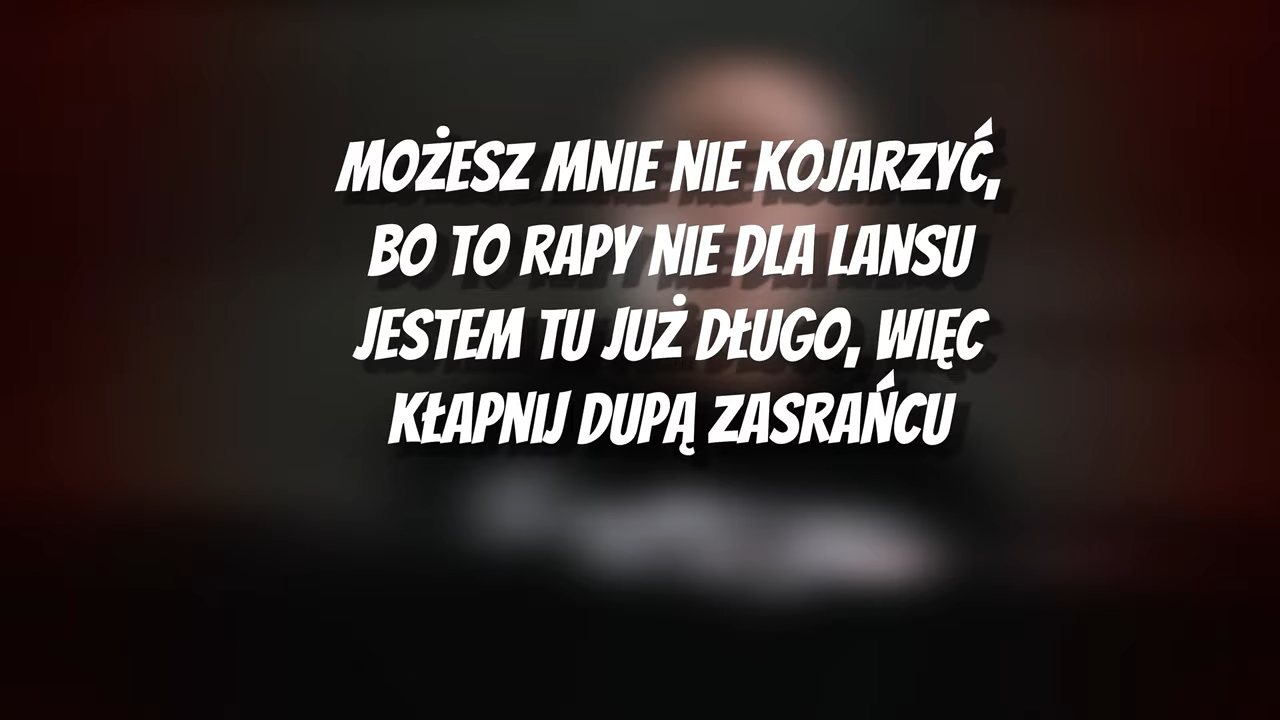 MOŻESZ MNIE NIE KOJARZYĆ,
BO TO RAPY NIE DLA LANSU
JESTEM TU JUŻ DŁUGO, WIĘC
KŁAPNIJ DUPĄ ZASRAŃCU